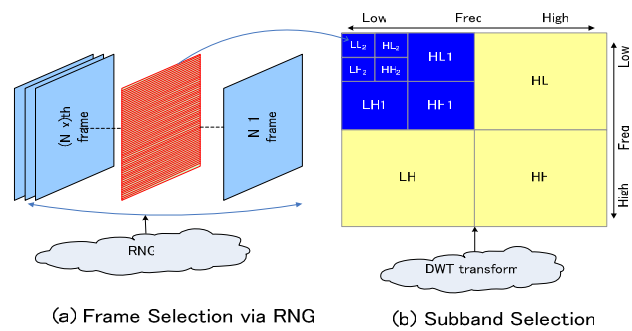 Low Freq High
LL2 HL2 HL1 HL
LH2 HH2
LH1 HH1
LH HH
Low
Freq
High
(N x)th
frame
N 1
frame
RNG
DWT transform
(a) Frame Selection via RNG
(b) Subband Selection